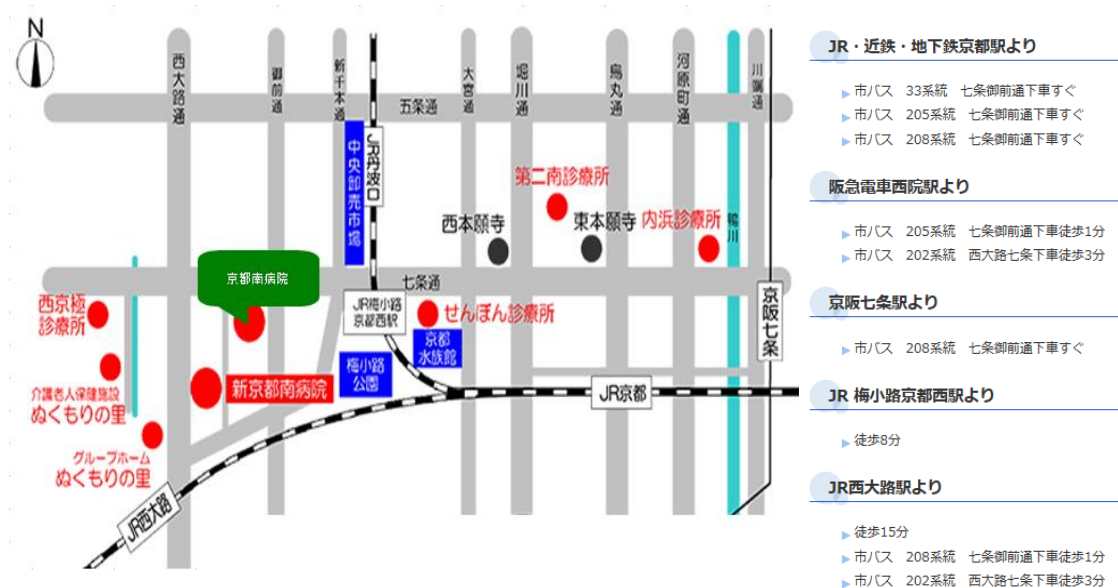 N
西大路通
御前通
新千本通
大宮通
堀川通
烏丸通
河原町通
川端通
五条通
中央卸売市場
JR丹波口
第二南診療所
西本願寺
東本願寺
内浜診療所
鴨川
京都南病院
七条通
西京極
診療所
JR梅小路
京都西駅
せんぼん診療所
京都
水族館
京阪七条
梅小路
公園
新京都南病院
JR京都
介護老人保健施設
ぬくもりの里
グループホーム
ぬくもりの里
JR西大路
JR・近鉄・地下鉄京都駅より
市バス　33系統　七条御前通下車すぐ
市バス　205系統　七条御前通下車すぐ
市バス　208系統　七条御前通下車すぐ
阪急電車西院駅より
市バス　205系統　七条御前通下車徒歩1分
市バス　202系統　西大路七条下車徒歩3分
京阪七条駅より
市バス　208系統　七条御前通下車すぐ
JR 梅小路京都西駅より
徒歩8分
JR西大路駅より
徒歩15分
市バス　208系統　七条御前通下車徒歩1分
市バス　202系統　西大路七条下車徒歩3分